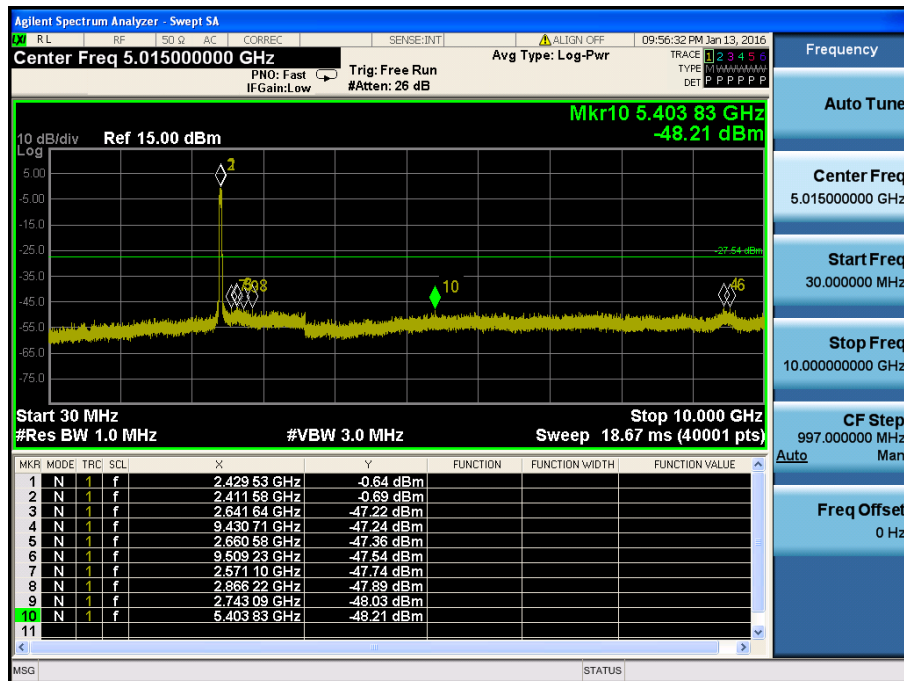 Agilent Spectrum Analyzer - Swept SA
LXI RL RF 50 Ω AC CORREC SENSE:INT ALIGN OFF 09:56:32 PM Jan 13, 2016
Center Freq 5.015000000 GHz
Avg Type: Log-Pwr
TRACE 1 2 3 4 5 6
PNO: Fast Trig: Free Run
TYPE MWWWWW
IFGain:Low #Atten: 26 dB
DET P P P P P P
Mkr10 5.403 83 GHz
-48.21 dBm
10 dB/div Ref 15.00 dBm
Log
5.00
-5.00
-15.0
-25.0
-35.0
-45.0
-55.0
-65.0
-75.0
-27.54 dBm
2
8
10
46
Start 30 MHz Stop 10.000 GHz
#Res BW 1.0 MHz #VBW 3.0 MHz Sweep 18.67 ms (40001 pts)
MKR MODE TRC SCL X Y FUNCTION FUNCTION WIDTH FUNCTION VALUE
1 N 1 f 2.429 53 GHz -0.64 dBm
2 N 1 f 2.411 58 GHz -0.69 dBm
3 N 1 f 2.641 64 GHz -47.22 dBm
4 N 1 f 9.430 71 GHz -47.24 dBm
5 N 1 f 2.660 58 GHz -47.36 dBm
6 N 1 f 9.509 23 GHz -47.54 dBm
7 N 1 f 2.571 10 GHz -47.74 dBm
8 N 1 f 2.866 22 GHz -47.89 dBm
9 N 1 f 2.743 09 GHz -48.03 dBm
10 N 1 f 5.403 83 GHz -48.21 dBm
11
MSG STATUS
Frequency
Auto Tune
Center Freq
5.015000000 GHz
Start Freq
30.000000 MHz
Stop Freq
10.000000000 GHz
CF Step
997.000000 MHz
Auto Man
Freq Offset
0 Hz